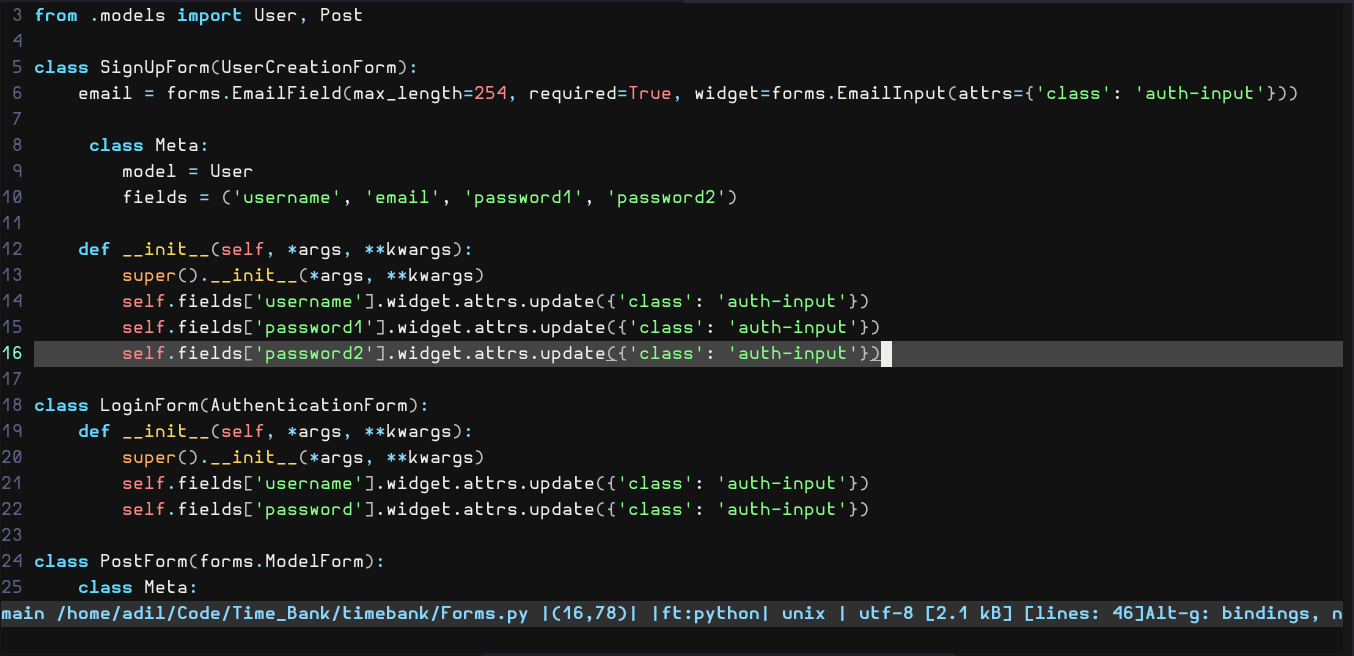 3 from .models import User, Post
4
5 class SignUpForm(UserCreationForm):
6     email = forms.EmailField(max_length=254, required=True, widget=forms.EmailInput(attrs={'class': 'auth-input'}))
7
8      class Meta:
9         model = User
10         fields = ('username', 'email', 'password1', 'password2')
11
12     def __init__(self, *args, **kwargs):
13         super().__init__(*args, **kwargs)
14         self.fields['username'].widget.attrs.update({'class': 'auth-input'})
15         self.fields['password1'].widget.attrs.update({'class': 'auth-input'})
16         self.fields['password2'].widget.attrs.update({'class': 'auth-input'})
17
18 class LoginForm(AuthenticationForm):
19     def __init__(self, *args, **kwargs):
20         super().__init__(*args, **kwargs)
21         self.fields['username'].widget.attrs.update({'class': 'auth-input'})
22         self.fields['password'].widget.attrs.update({'class': 'auth-input'})
23
24 class PostForm(forms.ModelForm):
25     class Meta:
main /home/adil/Code/Time_Bank/timebank/Forms.py |(16,78)| |ft:python| unix | utf-8 [2.1 kB] [lines: 46]Alt-g: bindings, n